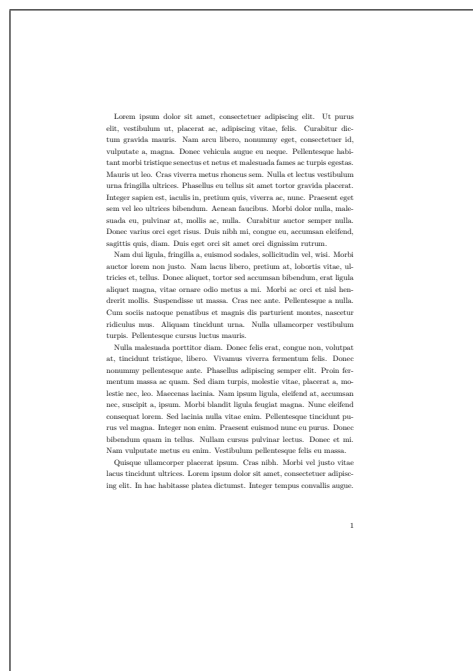 Lorem ipsum dolor sit amet, consectetuer adipiscing elit. Ut purus
elit, vestibulum ut, placerat ac, adipiscing vitae, felis. Curabitur dic-
tum gravida mauris. Nam arcu libero, nonummy eget, consectetuer id,
vulputate a, magna. Donec vehicula augue eu neque. Pellentesque habi-
tant morbi tristique senectus et netus et malesuada fames ac turpis egestas.
Mauris ut leo. Cras viverra metus rhoncus sem. Nulla et lectus vestibulum
urna fringilla ultrices. Phasellus eu tellus sit amet tortor gravida placerat.
Integer sapien est, iaculis in, pretium quis, viverra ac, nunc. Praesent eget
sem vel leo ultrices bibendum. Aenean faucibus. Morbi dolor nulla, male-
suada eu, pulvinar at, mollis ac, nulla. Curabitur auctor semper nulla.
Donec varius orci eget risus. Duis nibh mi, congue eu, accumsan eleifend,
sagittis quis, diam. Duis eget orci sit amet orci dignissim rutrum.
Nam dui ligula, fringilla a, euismod sodales, sollicitudin vel, wisi. Morbi
auctor lorem non justo. Nam lacus libero, pretium at, lobortis vitae, ul-
tricies et, tellus. Donec aliquet, tortor sed accumsan bibendum, erat ligula
aliquet magna, vitae ornare odio metus a mi. Morbi ac orci et nisl hen-
drerit mollis. Suspendisse ut massa. Cras nec ante. Pellentesque a nulla.
Cum sociis natoque penatibus et magnis dis parturient montes, nascetur
ridiculus mus. Aliquam tincidunt urna. Nulla ullamcorper vestibulum
turpis. Pellentesque cursus luctus mauris.
Nulla malesuada porttitor diam. Donec felis erat, congue non, volutpat
at, tincidunt tristique, libero. Vivamus viverra fermentum felis. Donec
nonummy pellentesque ante. Phasellus adipiscing semper elit. Proin fer-
mentum massa ac quam. Sed diam turpis, molestie vitae, placerat a, mo-
lestie nec, leo. Maecenas lacinia. Nam ipsum ligula, eleifend at, accumsan
nec, suscipit a, ipsum. Morbi blandit ligula feugiat magna. Nunc eleifend
consequat lorem. Sed lacinia nulla vitae enim. Pellentesque tincidunt pu-
rus vel magna. Integer non enim. Praesent euismod nunc eu purus. Donec
bibendum quam in tellus. Nullam cursus pulvinar lectus. Donec et mi.
Nam vulputate metus eu enim. Vestibulum pellentesque felis eu massa.
Quisque ullamcorper placerat ipsum. Cras nibh. Morbi vel justo vitae
lacus tincidunt ultrices. Lorem ipsum dolor sit amet, consectetuer adipisc-
ing elit. In hac habitasse platea dictumst. Integer tempus convallis augue.
1